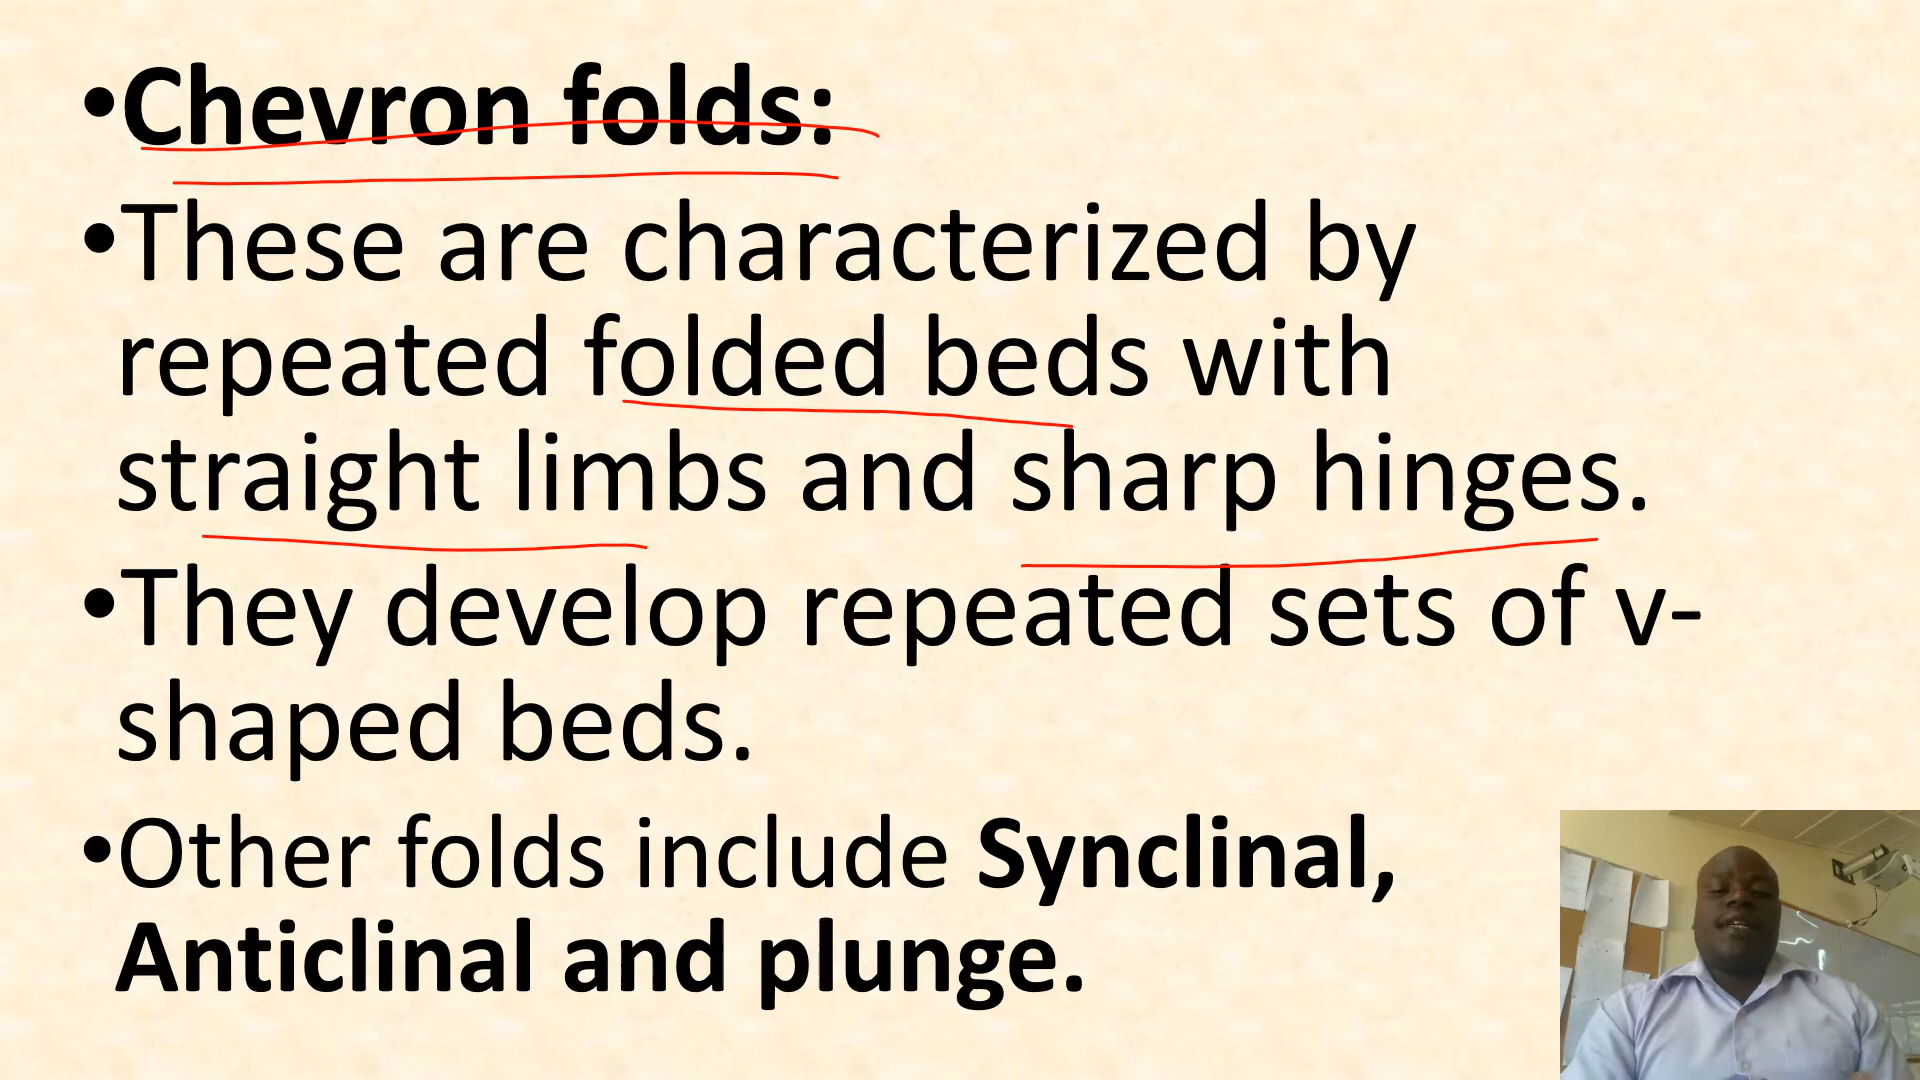 •Chevron folds:
•These are characterized by
repeated folded beds with
straight limbs and sharp hinges.
•They develop repeated sets of v-
shaped beds.
•Other folds include Synclinal,
Anticlinal and plunge.